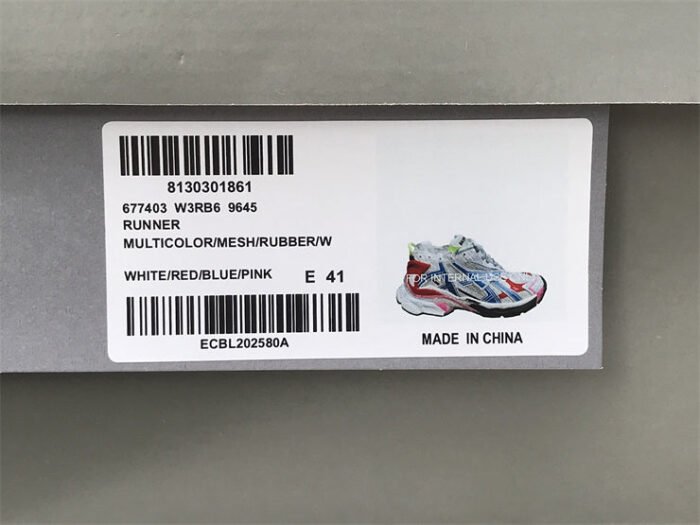 8130301861
677403 W3RB6 9645
RUNNER
MULTICOLOR/MESH/RUBBER/W
WHITE/RED/BLUE/PINK E 41
ECBL202580A
FOR INTERNAL USE
MADE IN CHINA